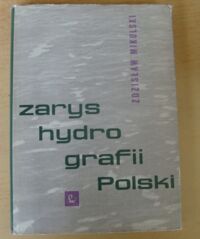 ZDZISŁAW MIKULSKI
zarys
hydro
grafii
Polski